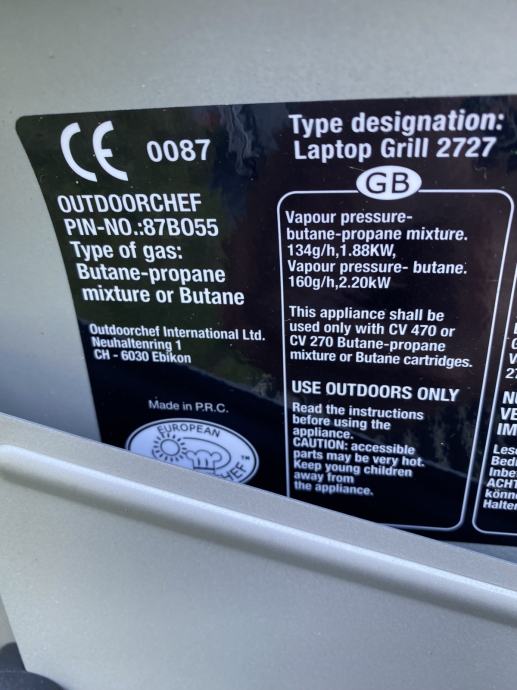 CE 0087
OUTDOORCHEF
PIN-NO.:87BO55
Type of gas:
Butane-propane
mixture or Butane
Outdoorchef International Ltd.
Neuhaltenring 1
CH - 6030 Ebikon
Made in P.R.C.
EUROPEAN
TM
Type designation:
Laptop Grill 2727
GB
Vapour pressure-
butane-propane mixture.
134g/h,1.88KW,
Vapour pressure- butane.
160g/h,2.20kW
This appliance shall be
used only with CV 470 or
CV 270 Butane-propane
mixture or Butane cartridges.
USE OUTDOORS ONLY
Read the instructions
before using the
appliance.
CAUTION: accessible
parts may be very hot.
Keep young children
away from
the appliance.